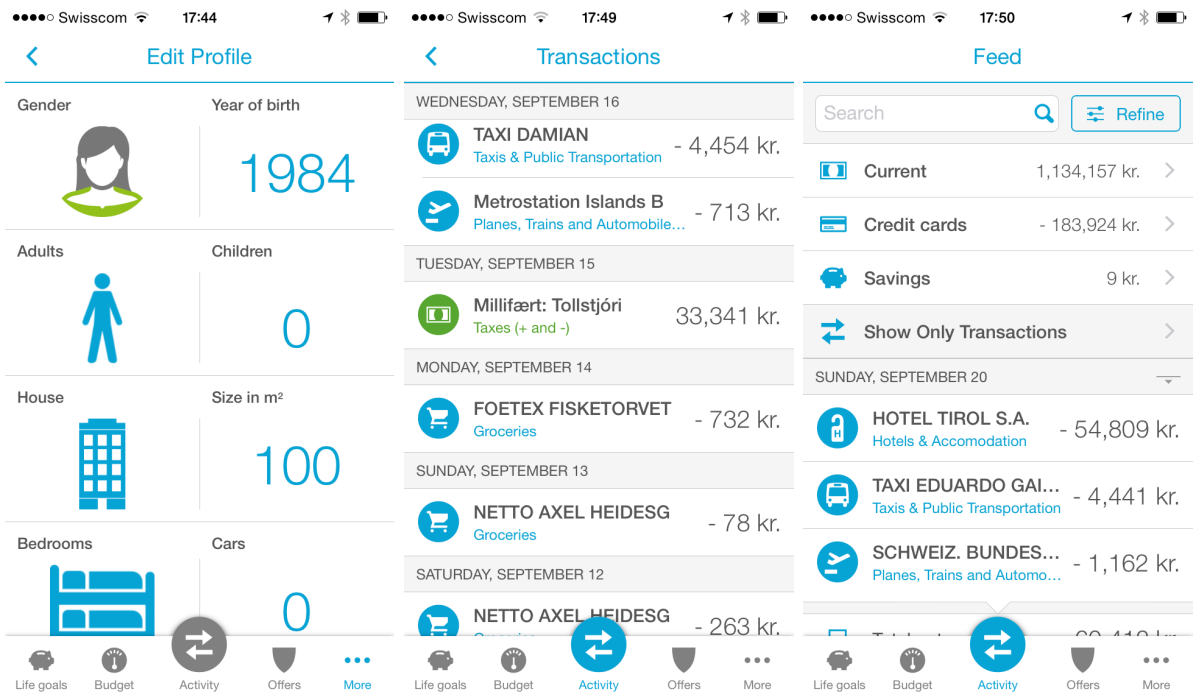 Swisscom 17:44
Edit Profile
Gender Year of birth
1984
Adults Children
0
House Size in m²
100
Bedrooms Cars
0
Life goals Budget Activity Offers More
Swisscom 17:49
Transactions
WEDNESDAY, SEPTEMBER 16
TAXI DAMIAN
- 4,454 kr.
Taxis & Public Transportation
Metrostation Islands B
- 713 kr.
Planes, Trains and Automobile...
TUESDAY, SEPTEMBER 15
Millifært: Tollstjóri
33,341 kr.
Taxes (+ and -)
MONDAY, SEPTEMBER 14
FOETEX FISKETORVET
- 732 kr.
Groceries
SUNDAY, SEPTEMBER 13
NETTO AXEL HEIDESG
- 78 kr.
Groceries
SATURDAY, SEPTEMBER 12
NETTO AXEL HEIDESG
- 263 kr.
Life goals Budget Activity Offers More
Swisscom 17:50
Feed
Search Refine
Current 1,134,157 kr.
Credit cards - 183,924 kr.
Savings 9 kr.
Show Only Transactions
SUNDAY, SEPTEMBER 20
HOTEL TIROL S.A.
- 54,809 kr.
H
Hotels & Accomodation
TAXI EDUARDO GAI...
- 4,441 kr.
Taxis & Public Transportation
SCHWEIZ. BUNDES...
- 1,162 kr.
Planes, Trains and Automo...
Life goals Budget Activity Offers More